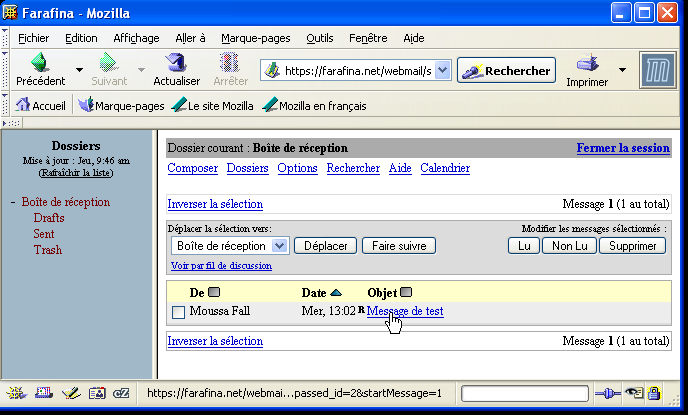 Farafina - Mozilla
Fichier Edition Affichage Aller à Marque-pages Outils Fenêtre Aide
Précédent Suivant Actualiser Arrêter https://farafina.net/webmail/s Rechercher Imprimer
Accueil Marque-pages Le site Mozilla Mozilla en français
Dossiers
Mise à jour : Jeu, 9:46 am
(Rafraîchir la liste)
- Boîte de réception
Drafts
Sent
Trash
Dossier courant : Boîte de réception Fermer la session
Composer Dossiers Options Rechercher Aide Calendrier
Inverser la sélection Message 1 (1 au total)
Déplacer la sélection vers: Modifier les messages sélectionnés :
Boîte de réception Déplacer Faire suivre Lu Non Lu Supprimer
Voir par fil de discussion
De Date Objet
Moussa Fall Mer, 13:02 R Message de test
Inverser la sélection Message 1 (1 au total)
https://farafina.net/webmai...passed_id=2&startMessage=1